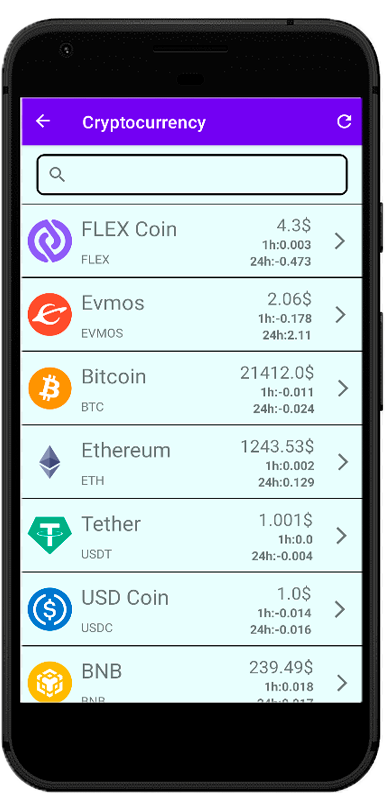 Cryptocurrency
FLEX Coin
4.3$
1h:0.003
FLEX
24h:-0.473
Evmos
2.06$
1h:-0.178
EVMOS
24h:2.11
Bitcoin
21412.0$
1h:-0.011
BTC
24h:-0.024
Ethereum
1243.53$
1h:0.002
ETH
24h:0.129
Tether
1.001$
1h:0.0
USDT
24h:-0.004
USD Coin
1.0$
1h:-0.014
USDC
24h:-0.016
BNB
239.49$
1h:0.018
BNB
24h:0.017